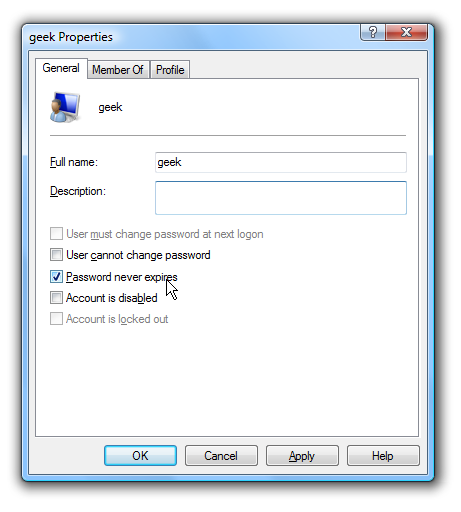 geek Properties
?
General Member Of Profile
geek
Full name: geek
Description:
User must change password at next logon
User cannot change password
Password never expires
Account is disabled
Account is locked out
OK Cancel Apply Help